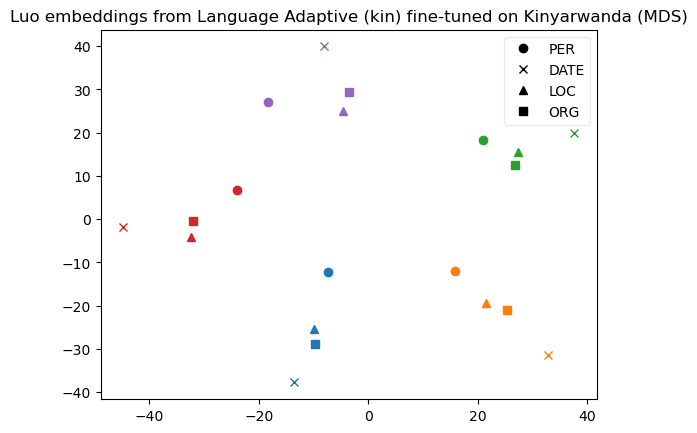 Luo embeddings from Language Adaptive (kin) fine-tuned on Kinyarwanda (MDS)
PER
DATE
LOC
ORG
40
30
20
10
0
−10
−20
−30
−40
−40
−20
0
20
40